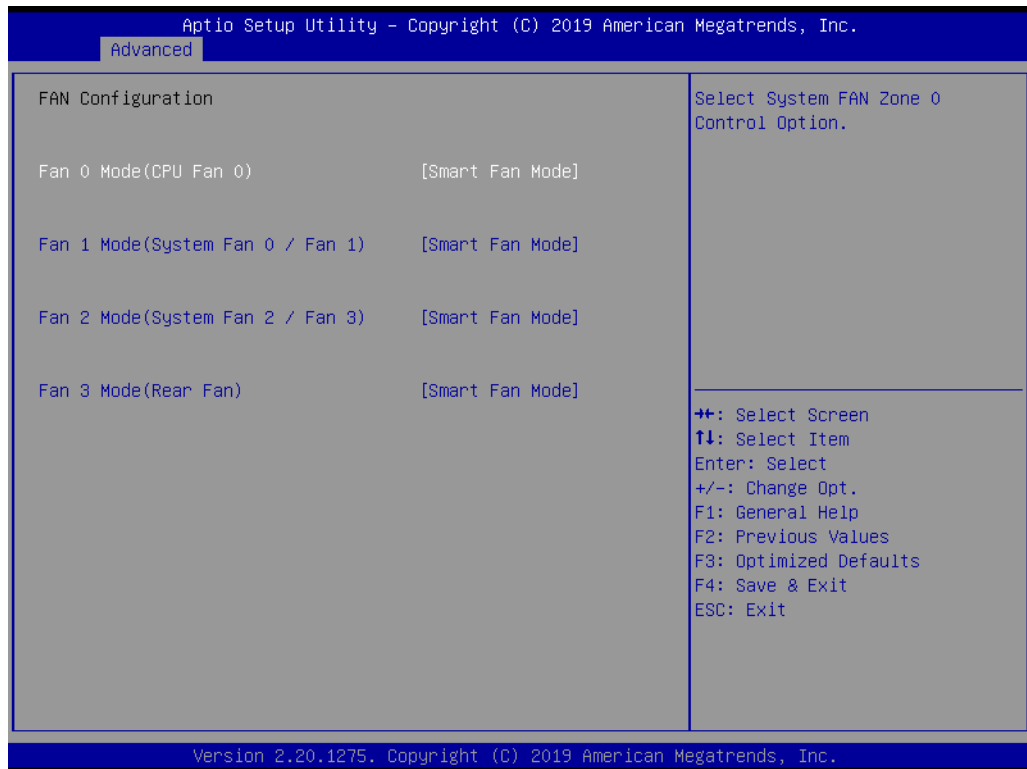 Aptio Setup Utility – Copyright (C) 2019 American Megatrends, Inc.
Advanced
FAN Configuration
Fan 0 Mode(CPU Fan 0) [Smart Fan Mode]
Fan 1 Mode(System Fan 0 / Fan 1) [Smart Fan Mode]
Fan 2 Mode(System Fan 2 / Fan 3) [Smart Fan Mode]
Fan 3 Mode(Rear Fan) [Smart Fan Mode]
Select System FAN Zone 0
Control Option.
→←: Select Screen
↑↓: Select Item
Enter: Select
+/-: Change Opt.
F1: General Help
F2: Previous Values
F3: Optimized Defaults
F4: Save & Exit
ESC: Exit
Version 2.20.1275. Copyright (C) 2019 American Megatrends, Inc.